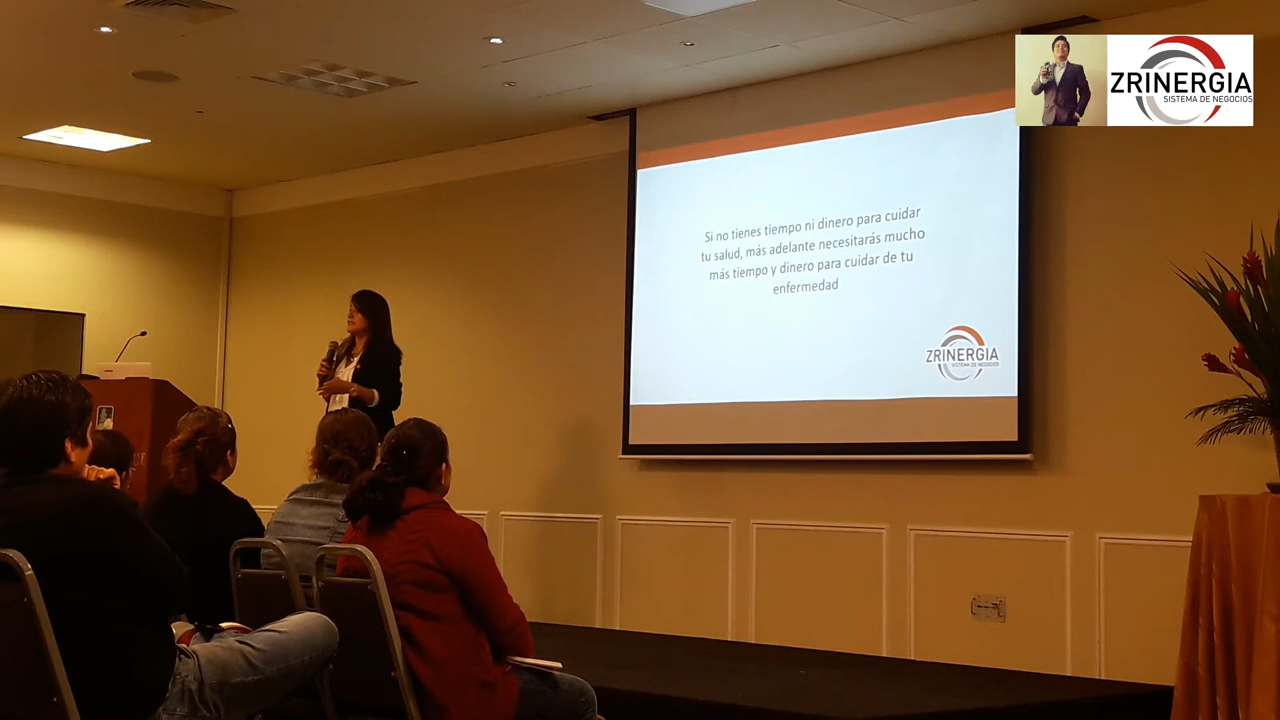 ZRINERGIA
SISTEMA DE NEGOCIOS
Si no tienes tiempo ni dinero para cuidar
tu salud, más adelante necesitarás mucho
más tiempo y dinero para cuidar de tu
enfermedad
ZRINERGIA
SISTEMA DE NEGOCIOS